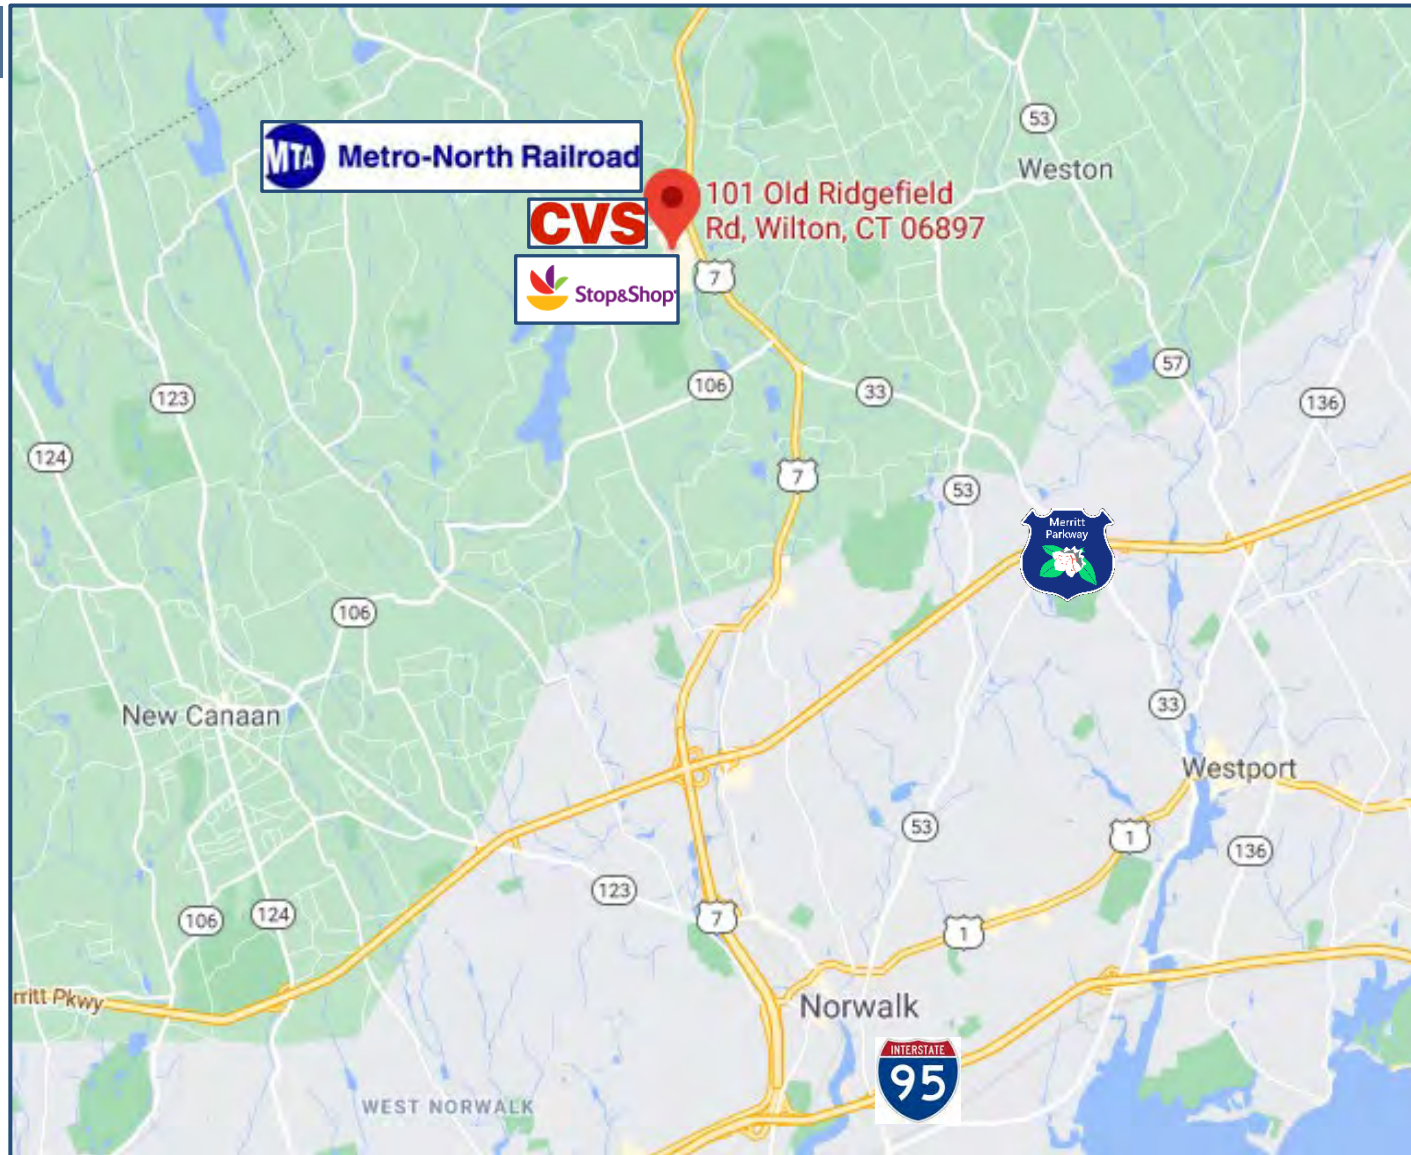 53
Weston
MTA Metro-North Railroad
101 Old Ridgefield
Rd, Wilton, CT 06897
CVS
7
Stop&Shop
57
106
33
123
136
124
7
53
Merritt
Parkway
106
33
New Canaan
Westport
53
1
136
123
106
124
7
1
rritt Pkwy
Norwalk
INTERSTATE
95
WEST NORWALK